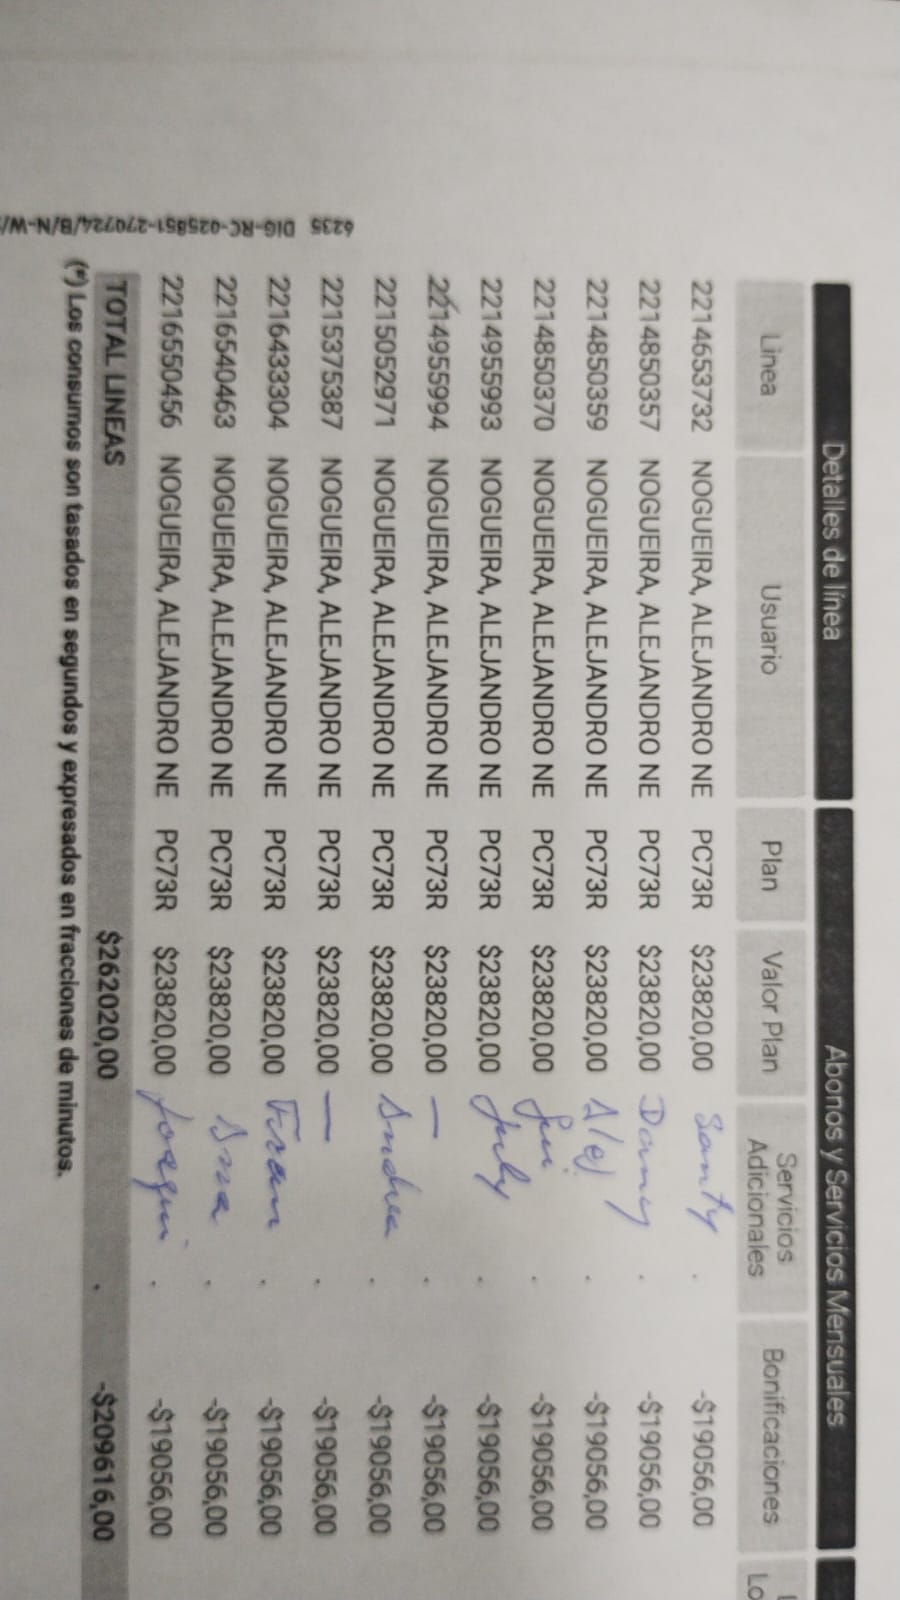 Detalles de línea Abonos y Servicios Mensuales
Linea Usuario Plan Valor Plan Servicios Adicionales Bonificaciones
2214653732 NOGUEIRA, ALEJANDRO NE PC73R $23820,00 Santy . -$19056,00
2214850357 NOGUEIRA, ALEJANDRO NE PC73R $23820,00 Dany . -$19056,00
2214850359 NOGUEIRA, ALEJANDRO NE PC73R $23820,00 Alej . -$19056,00
2214850370 NOGUEIRA, ALEJANDRO NE PC73R $23820,00 . -$19056,00
2214955993 NOGUEIRA, ALEJANDRO NE PC73R $23820,00 July . -$19056,00
2214955994 NOGUEIRA, ALEJANDRO NE PC73R $23820,00 — . -$19056,00
2215052971 NOGUEIRA, ALEJANDRO NE PC73R $23820,00 Andrea . -$19056,00
2215375387 NOGUEIRA, ALEJANDRO NE PC73R $23820,00 — . -$19056,00
2216433304 NOGUEIRA, ALEJANDRO NE PC73R $23820,00 Fran . -$19056,00
2216540463 NOGUEIRA, ALEJANDRO NE PC73R $23820,00 Ana . -$19056,00
2216550456 NOGUEIRA, ALEJANDRO NE PC73R $23820,00 Joaqui . -$19056,00
TOTAL LINEAS $262020,00 . -$209616,00
(*) Los consumos son tasados en segundos y expresados en fracciones de minutos.
6235 DIG-RC-025851-270724/B/N-W/